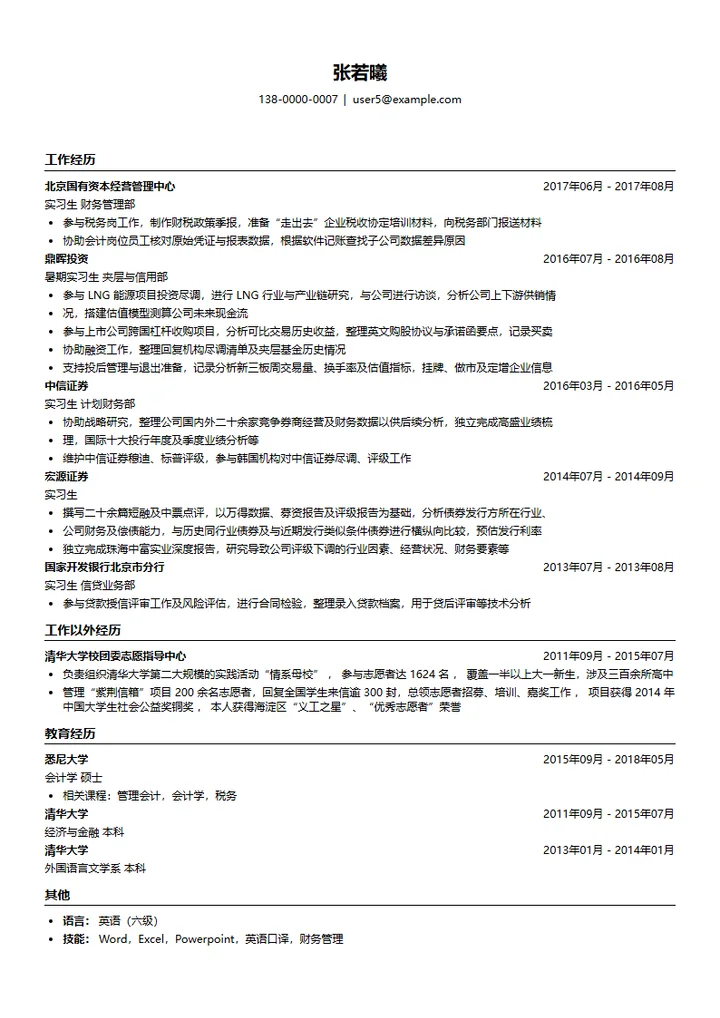 张若曦
138-0000-0007 | user5@example.com
工作经历
北京国有资本经营管理中心 2017年06月 - 2017年08月
实习生 财务管理部
• 参与税务岗工作，制作财税政策季报，准备“走出去”企业税收协定培训材料，向税务部门报送材料
• 协助会计岗位员工核对原始凭证与报表数据，根据软件记账查找子公司数据差异原因
鼎晖投资 2016年07月 - 2016年08月
暑期实习生 夹层与信用部
• 参与 LNG 能源项目投资尽调，进行 LNG 行业与产业链研究，与公司进行访谈，分析公司上下游供销情
• 况，搭建估值模型测算公司未来现金流
• 参与上市公司跨国杠杆收购项目，分析可比交易历史收益，整理英文购股协议与承诺函要点，记录买卖
• 协助融资工作，整理回复机构尽调清单及夹层基金历史情况
• 支持投后管理与退出准备，记录分析新三板周交易量、换手率及估值指标，挂牌、做市及定增企业信息
中信证券 2016年03月 - 2016年05月
实习生 计划财务部
• 协助战略研究，整理公司国内外二十余家竞争券商经营及财务数据以供后续分析，独立完成高盛业绩梳
• 理，国际十大投行年度及季度业绩分析等
• 维护中信证券穆迪、标普评级，参与韩国机构对中信证券尽调、评级工作
宏源证券 2014年07月 - 2014年09月
实习生
• 撰写二十余篇短融及中票点评，以万得数据、募资报告及评级报告为基础，分析债券发行方所在行业、
• 公司财务及偿债能力，与历史同行业债券及与近期发行类似条件债券进行横纵向比较，预估发行利率
• 独立完成珠海中富实业深度报告，研究导致公司评级下调的行业因素、经营状况、财务要素等
国家开发银行北京市分行 2013年07月 - 2013年08月
实习生 信贷业务部
• 参与贷款授信评审工作及风险评估，进行合同检验，整理录入贷款档案，用于贷后评审等技术分析
工作以外经历
清华大学校团委志愿指导中心 2011年09月 - 2015年07月
• 负责组织清华大学第二大规模的实践活动“情系母校”， 参与志愿者达 1624 名， 覆盖一半以上大一新生，涉及三百余所高中
• 管理“紫荆信籍”项目 200 余名志愿者，回复全国学生来信逾 300 封，总领志愿者招募、培训、嘉奖工作， 项目获得 2014 年
中国大学生社会公益奖铜奖， 本人获得海淀区“义工之星”、“优秀志愿者”荣誉
教育经历
悉尼大学 2015年09月 - 2018年05月
会计学 硕士
• 相关课程：管理会计，会计学，税务
清华大学 2011年09月 - 2015年07月
经济与金融 本科
清华大学 2013年01月 - 2014年01月
外国语言文学系 本科
其他
• 语言： 英语（六级）
• 技能： Word，Excel，Powerpoint，英语口译，财务管理